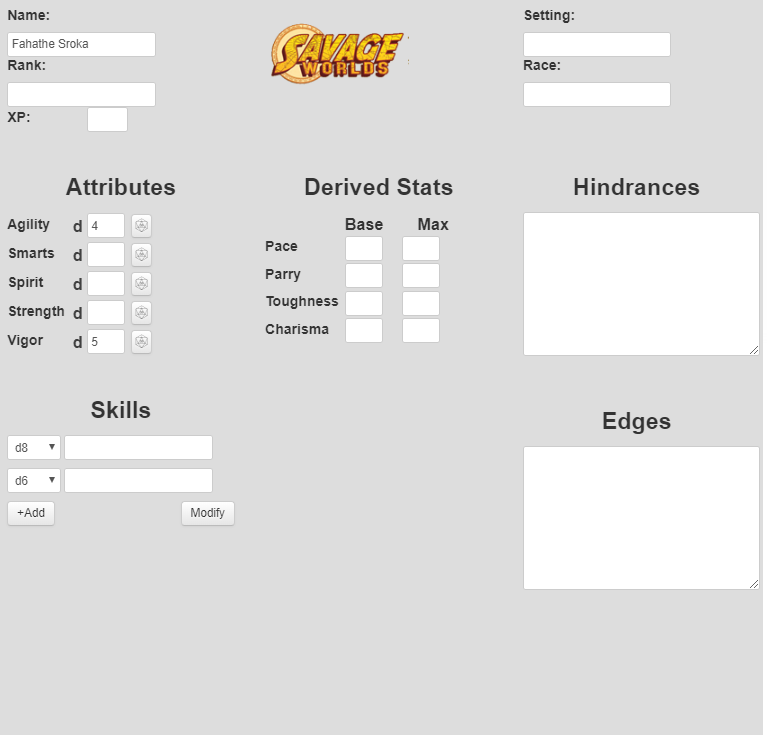 Name:
Fahathe Sroka
Rank:
XP:
SAVAGE
WORLDS
Setting:
Race:
Attributes
Agility d 4
Smarts d
Spirit d
Strength d
Vigor d 5
Derived Stats
Base Max
Pace
Parry
Toughness
Charisma
Hindrances
Skills
d8
d6
+Add Modify
Edges